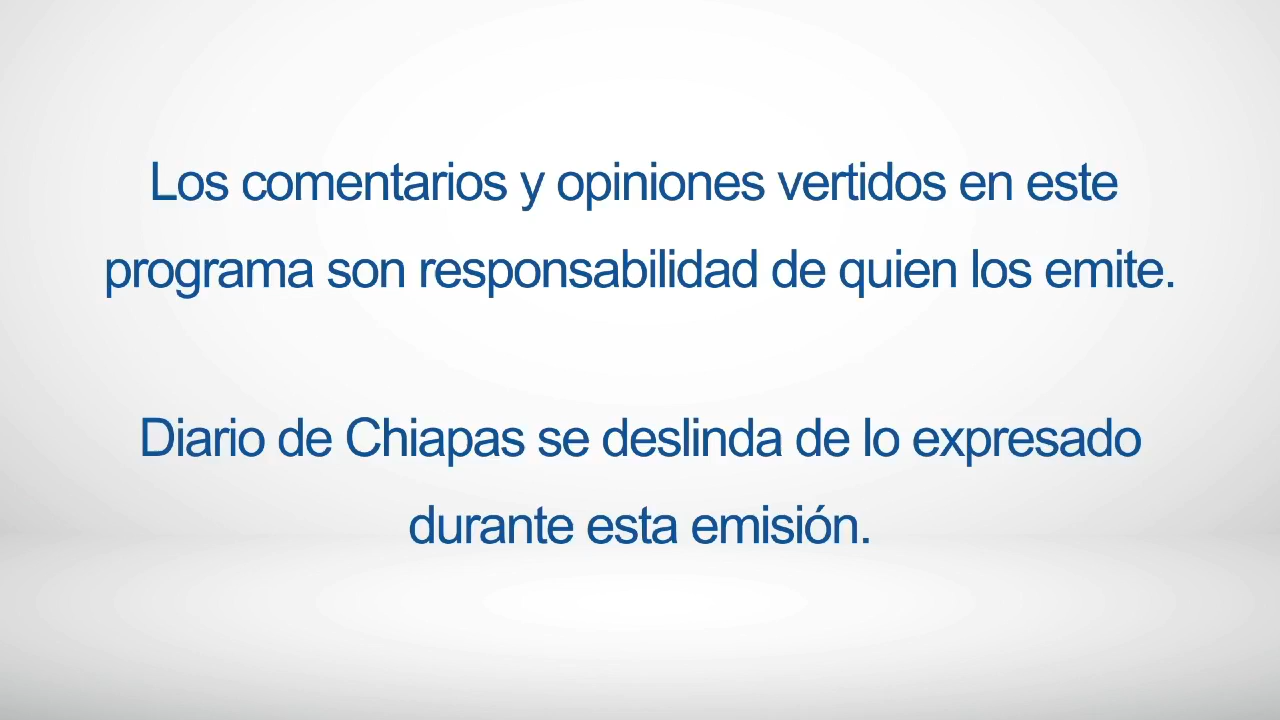 Los comentarios y opiniones vertidos en este
programa son responsabilidad de quien los emite.
Diario de Chiapas se deslinda de lo expresado
durante esta emisión.